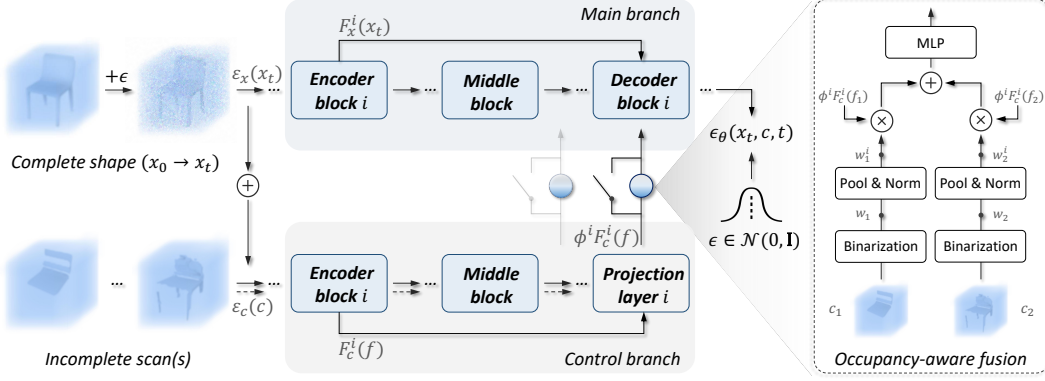 Main branch
F_x^i(x_t)
+ϵ
ε_x(x_t)
...
Encoder
block i
...
Middle
block
...
Decoder
block i
...
Complete shape (x_0 → x_t)
ϵ_θ(x_t, c, t)
+
ϕ^i F_c^i(f)
ϵ ∈ 𝒩(0, I)
...
ε_c(c)
...
Encoder
block i
...
Middle
block
...
Projection
layer i
F_c^i(f)
Incomplete scan(s)
Control branch
MLP
+
ϕ^i F_c^i(f_1)
ϕ^i F_c^i(f_2)
×
×
w_1^i
w_2^i
Pool & Norm
Pool & Norm
w_1
w_2
Binarization
Binarization
c_1
c_2
Occupancy-aware fusion